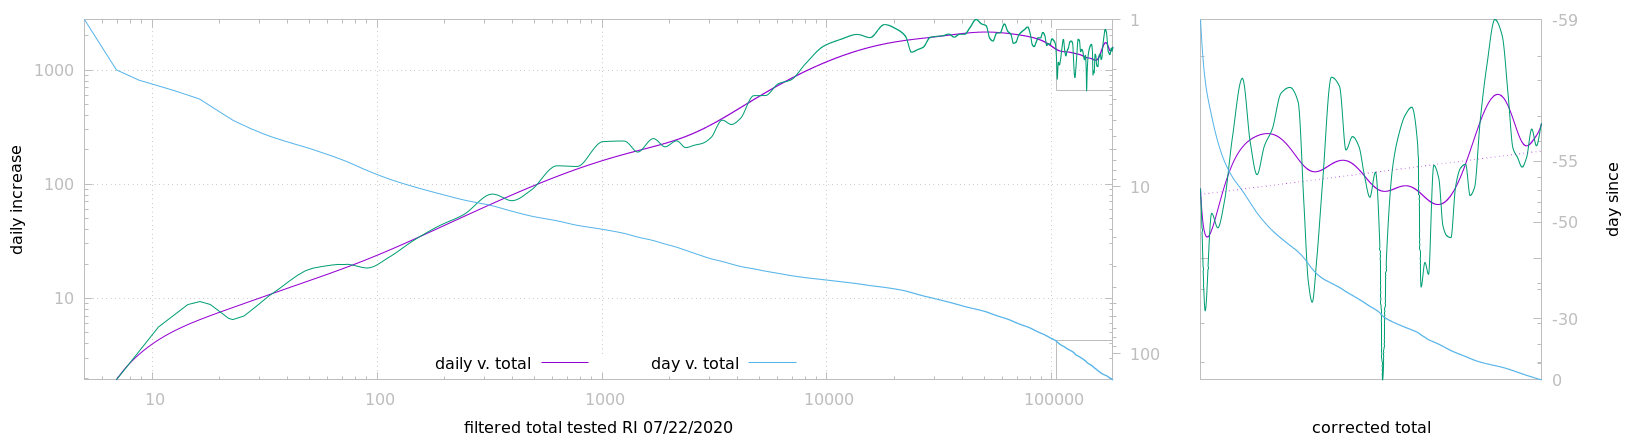 daily increase
1000
100
10
10
100
1000
10000
100000
1
10
100
daily v. total
day v. total
filtered total tested RI 07/22/2020
-59
-55
-50
-30
0
day since
corrected total